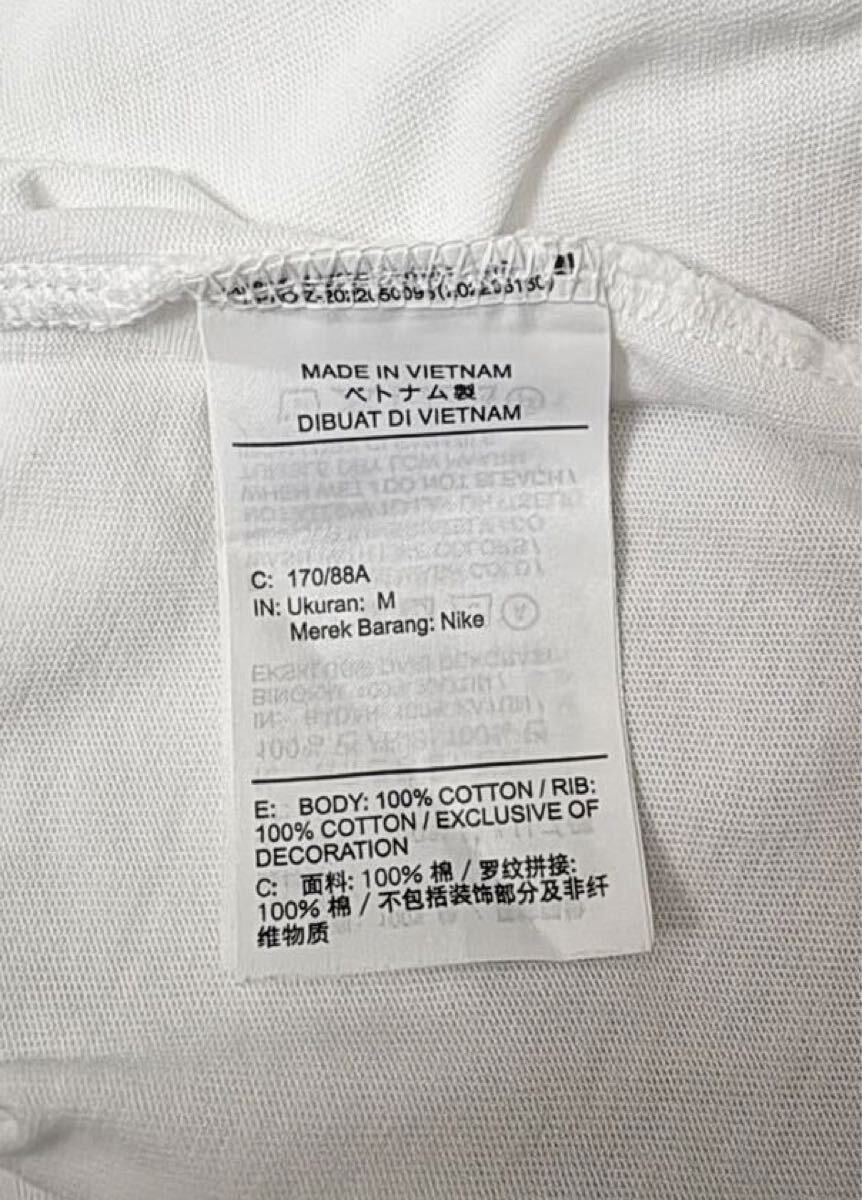 MADE IN VIETNAM
ベトナム製
DIBUAT DI VIETNAM
C: 170/88A
IN: Ukuran: M
Merek Barang: Nike
E: BODY: 100% COTTON / RIB:
100% COTTON / EXCLUSIVE OF
DECORATION
C: 面料: 100% 棉 / 罗纹拼接:
100% 棉 / 不包括装饰部分及非纤
维物质